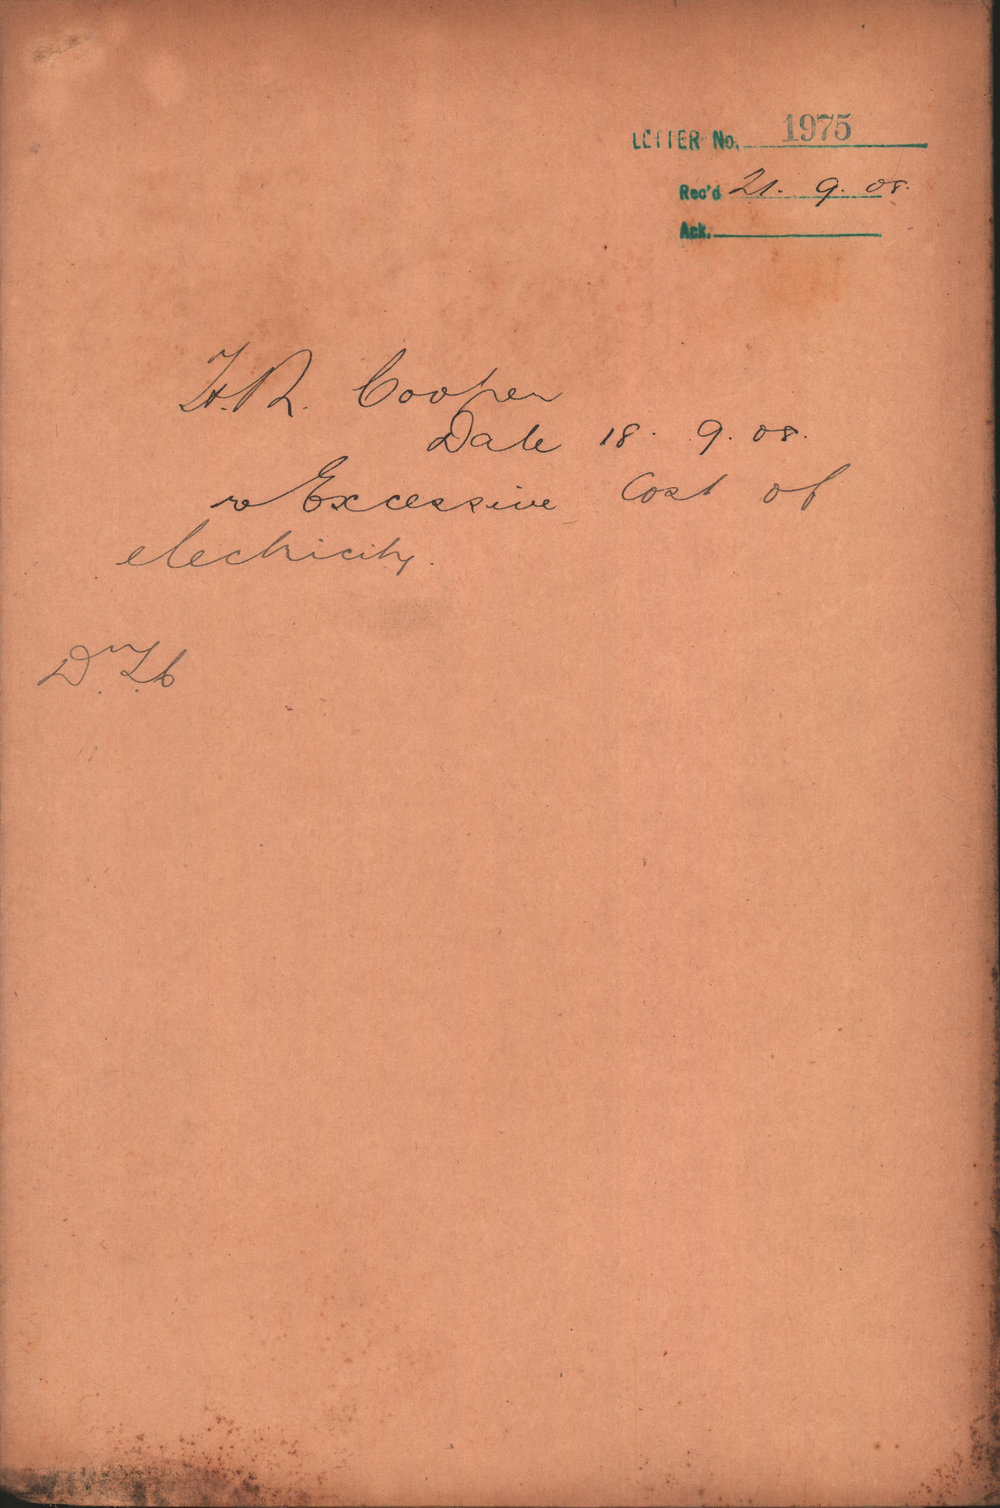 LETTER No. 1975
Rec'd 21. 9. 08.
Ack.
H.R. Cooper
Date 18. 9. 08.
re Excessive Cost of
electricity.